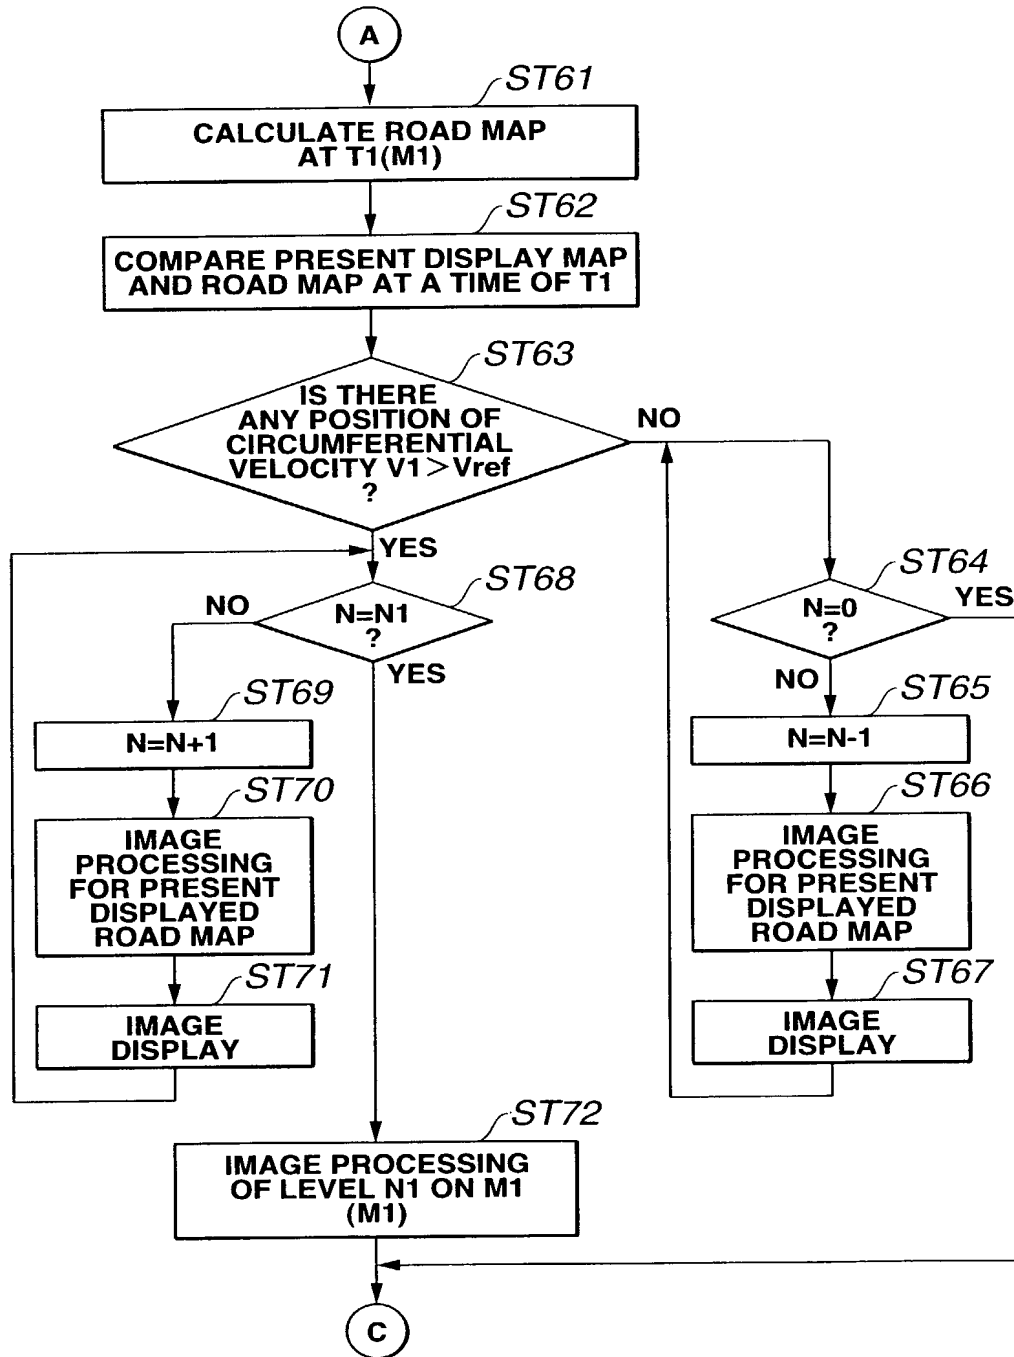 A
ST61
CALCULATE ROAD MAP
AT T1(M1)
ST62
COMPARE PRESENT DISPLAY MAP
AND ROAD MAP AT A TIME OF T1
ST63
IS THERE
ANY POSITION OF
CIRCUMFERENTIAL
VELOCITY V1>Vref
?
NO
YES
ST68
N=N1
?
NO
YES
ST69
N=N+1
ST70
IMAGE
PROCESSING
FOR PRESENT
DISPLAYED
ROAD MAP
ST71
IMAGE
DISPLAY
ST64
N=0
?
YES
NO
ST65
N=N-1
ST66
IMAGE
PROCESSING
FOR PRESENT
DISPLAYED
ROAD MAP
ST67
IMAGE
DISPLAY
ST72
IMAGE PROCESSING
OF LEVEL N1 ON M1
(M1)
C